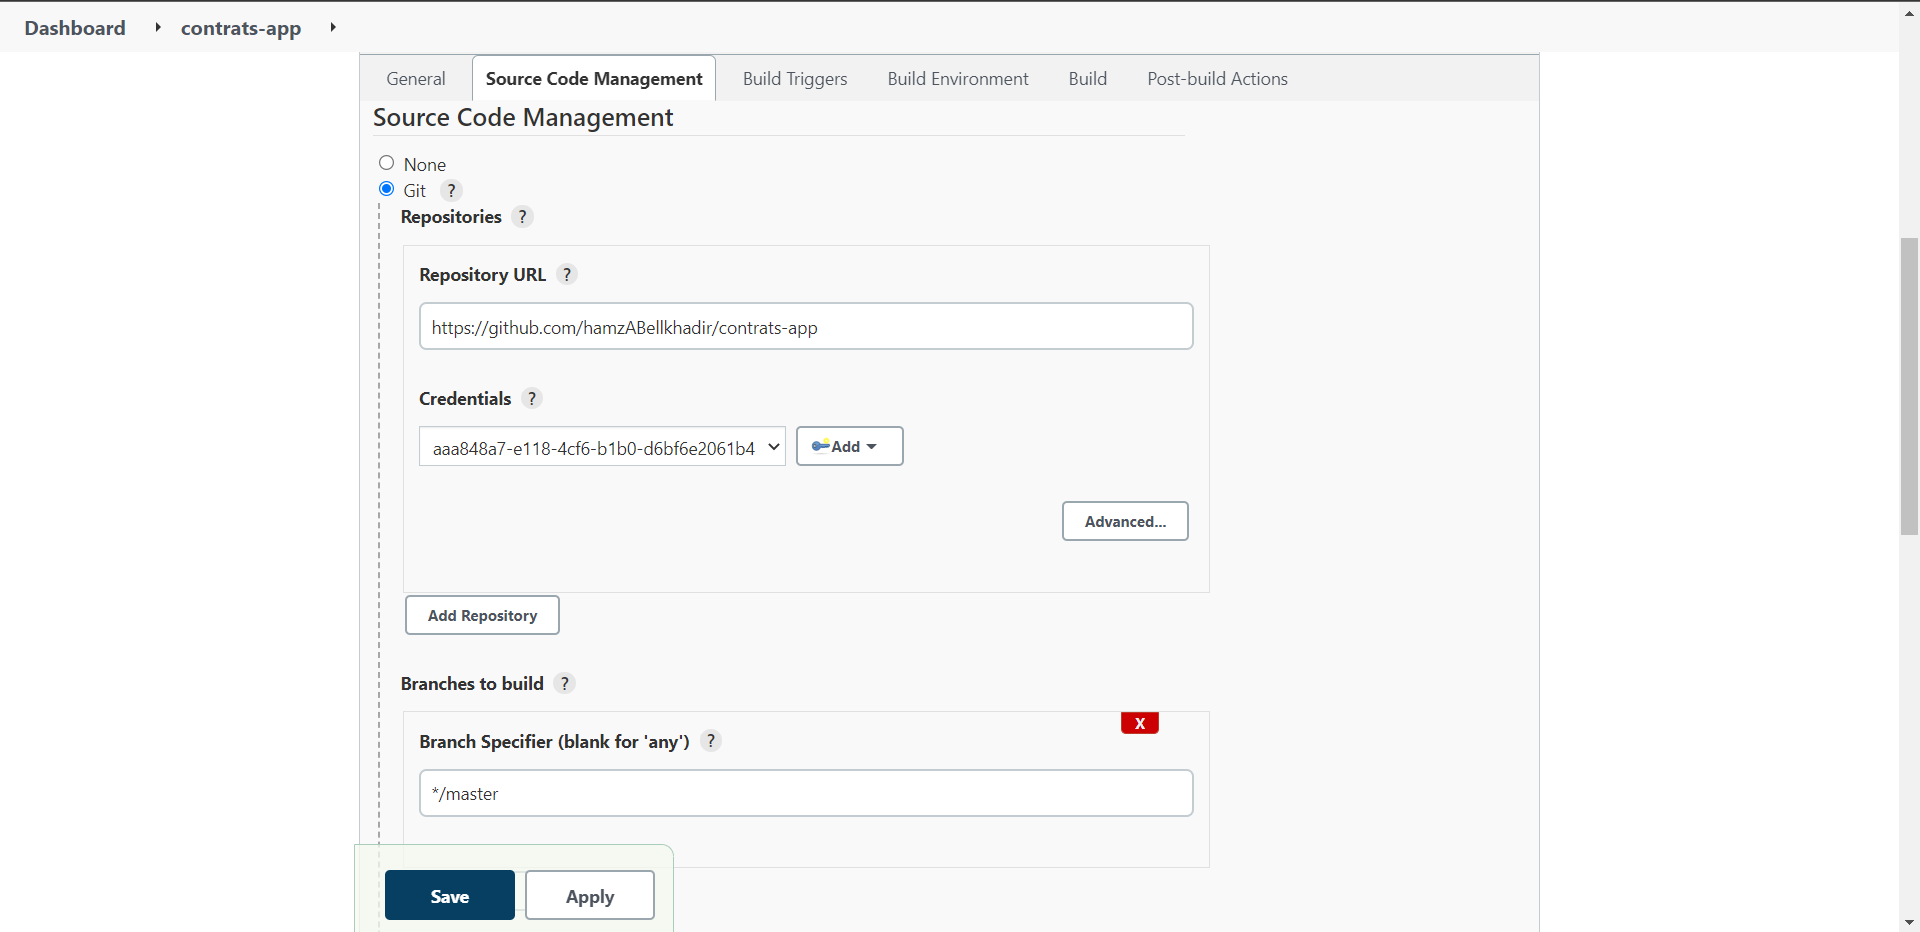 Dashboard contrats-app
General Source Code Management Build Triggers Build Environment Build Post-build Actions
Source Code Management
None
Git ?
Repositories ?
Repository URL ?
https://github.com/hamzABellkhadir/contrats-app
Credentials ?
aaa848a7-e118-4cf6-b1b0-d6bf6e2061b4 Add
Advanced...
Add Repository
Branches to build ?
X
Branch Specifier (blank for 'any') ?
*/master
Save Apply